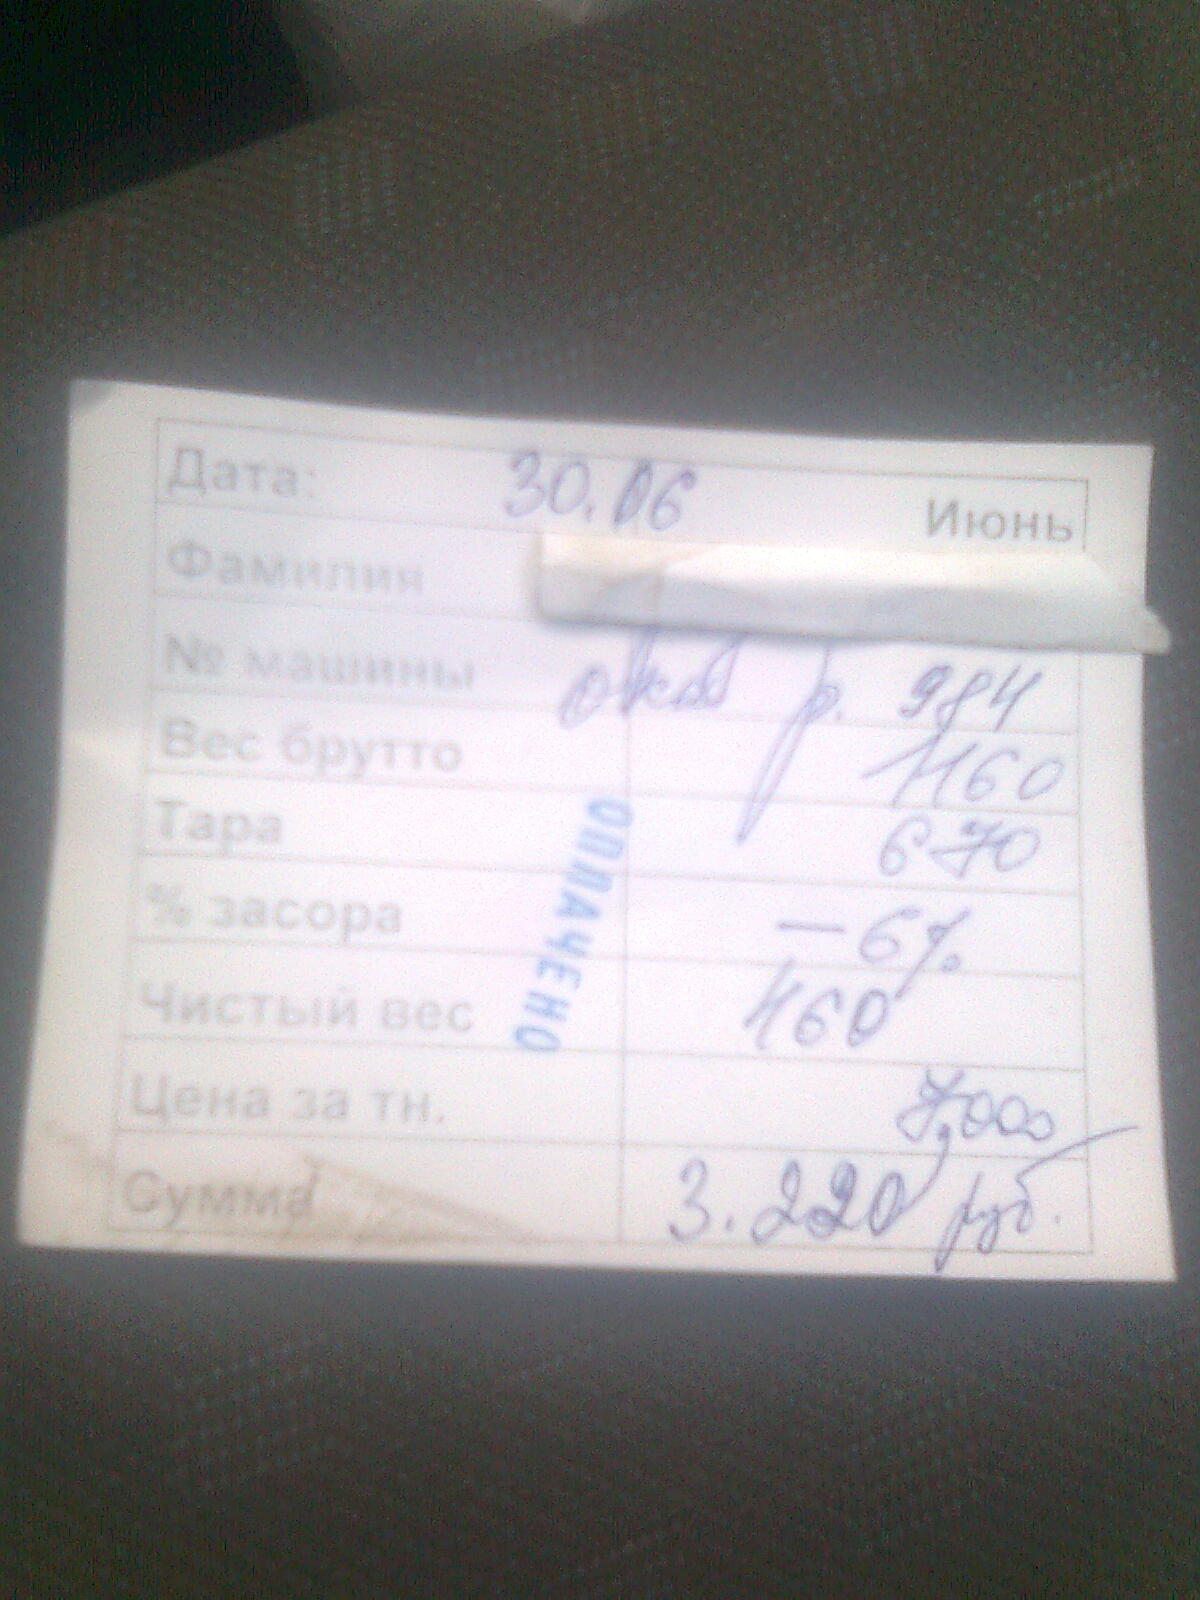 Дата: 30.06 Июнь
Фамилия
№ машины ока р. 984
Вес брутто 1160
Тара 670
% засора — 6%
Чистый вес 460
Цена за тн. 7,000
Сумма 3.220 руб.
ОПЛАЧЕНО